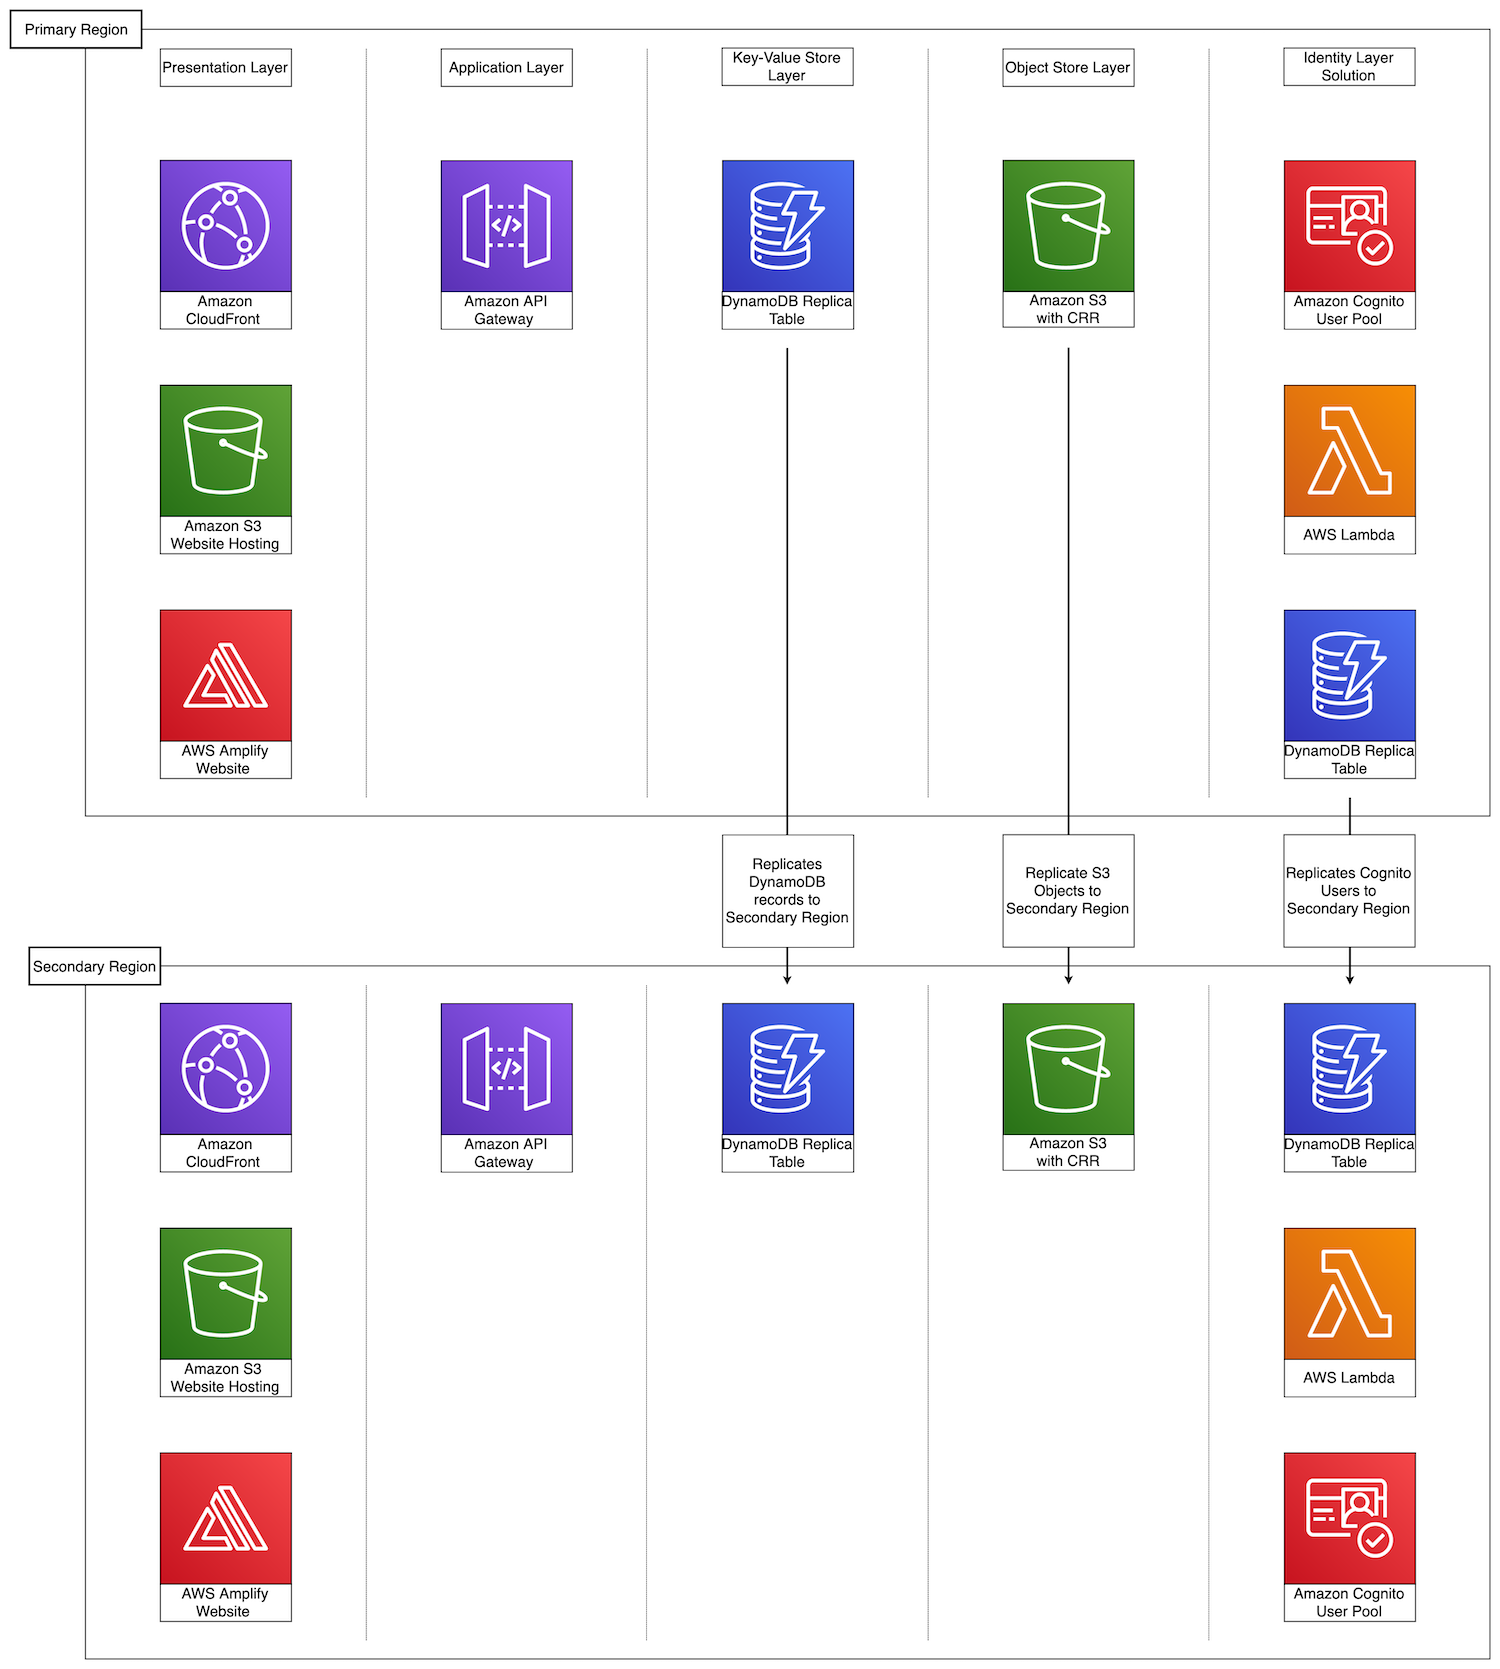 Primary Region
Presentation Layer
Application Layer
Key-Value Store
Layer
Object Store Layer
Identity Layer
Solution
Amazon
CloudFront
Amazon API
Gateway
DynamoDB Replica
Table
Amazon S3
with CRR
Amazon Cognito
User Pool
Amazon S3
Website Hosting
AWS Lambda
AWS Amplify
Website
DynamoDB Replica
Table
Replicates
DynamoDB
records to
Secondary Region
Replicate S3
Objects to
Secondary Region
Replicates Cognito
Users to
Secondary Region
Secondary Region
Amazon
CloudFront
Amazon API
Gateway
DynamoDB Replica
Table
Amazon S3
with CRR
DynamoDB Replica
Table
Amazon S3
Website Hosting
AWS Lambda
AWS Amplify
Website
Amazon Cognito
User Pool